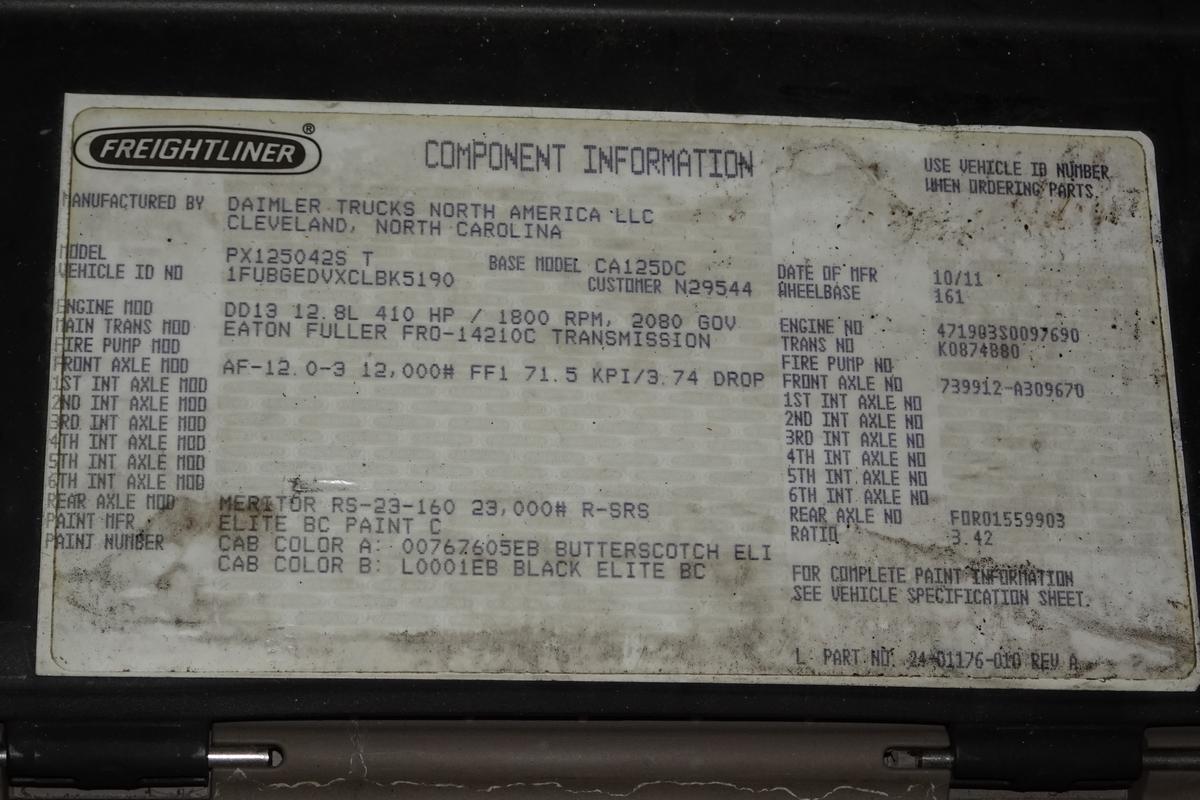 FREIGHTLINER ®
COMPONENT INFORMATION
USE VEHICLE ID NUMBER
WHEN ORDERING PARTS.
MANUFACTURED BY DAIMLER TRUCKS NORTH AMERICA LLC
CLEVELAND, NORTH CAROLINA
MODEL PX125042S T BASE MODEL CA125DC DATE OF MFR 10/11
VEHICLE ID NO 1FUBGEDVXCLBK5190 CUSTOMER N29544 WHEELBASE 161
ENGINE MOD DD13 12.8L 410 HP / 1800 RPM, 2080 GOV ENGINE NO 471903S0097690
MAIN TRANS MOD EATON FULLER FRO-14210C TRANSMISSION TRANS NO K0874880
FIRE PUMP MOD FIRE PUMP NO
FRONT AXLE MOD AF-12.0-3 12,000# FF1 71.5 KPI/3.74 DROP FRONT AXLE NO 739912-A309670
1ST INT AXLE MOD 1ST INT AXLE NO
2ND INT AXLE MOD 2ND INT AXLE NO
3RD INT AXLE MOD 3RD INT AXLE NO
4TH INT AXLE MOD 4TH INT AXLE NO
5TH INT AXLE MOD 5TH INT AXLE NO
6TH INT AXLE MOD 6TH INT AXLE NO
REAR AXLE MOD MERITOR RS-23-160 23,000# R-SRS REAR AXLE NO FOR01559903
PAINT MFR ELITE BC PAINT C RATIO 3.42
PAINT NUMBER CAB COLOR A: 00767605EB BUTTERSCOTCH ELI
CAB COLOR B: L0001EB BLACK ELITE BC
FOR COMPLETE PAINT INFORMATION
SEE VEHICLE SPECIFICATION SHEET.
L. PART NO. 24-01176-010 REV A